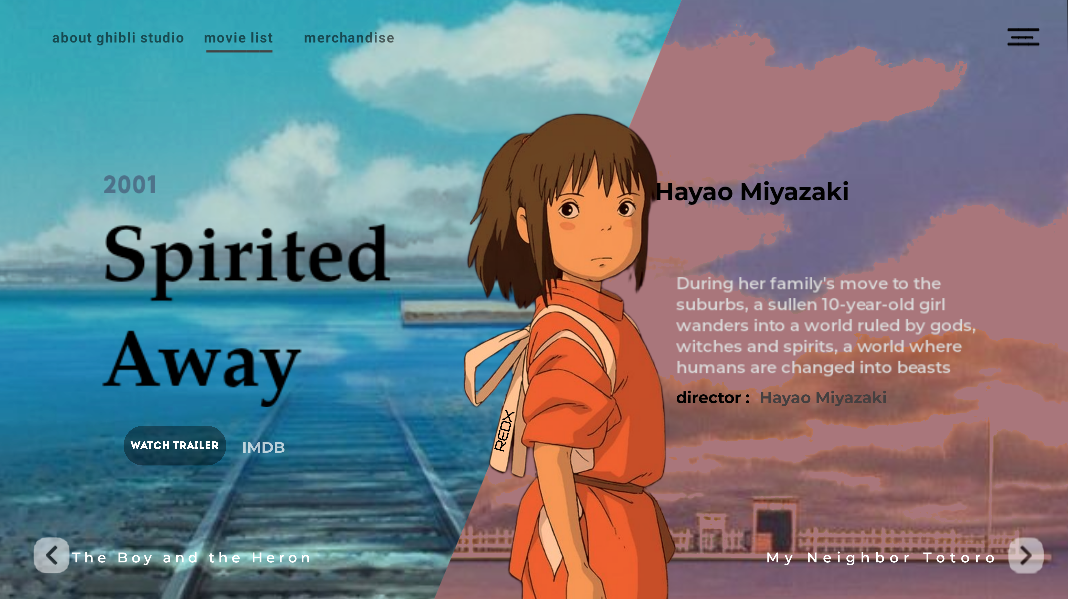 about ghibli studio movie list merchandise
2001
Spirited
Away
WATCH TRAILER IMDB
Hayao Miyazaki
During her family's move to the
suburbs, a sullen 10-year-old girl
wanders into a world ruled by gods,
witches and spirits, a world where
humans are changed into beasts
director : Hayao Miyazaki
REDX
The Boy and the Heron
My Neighbor Totoro